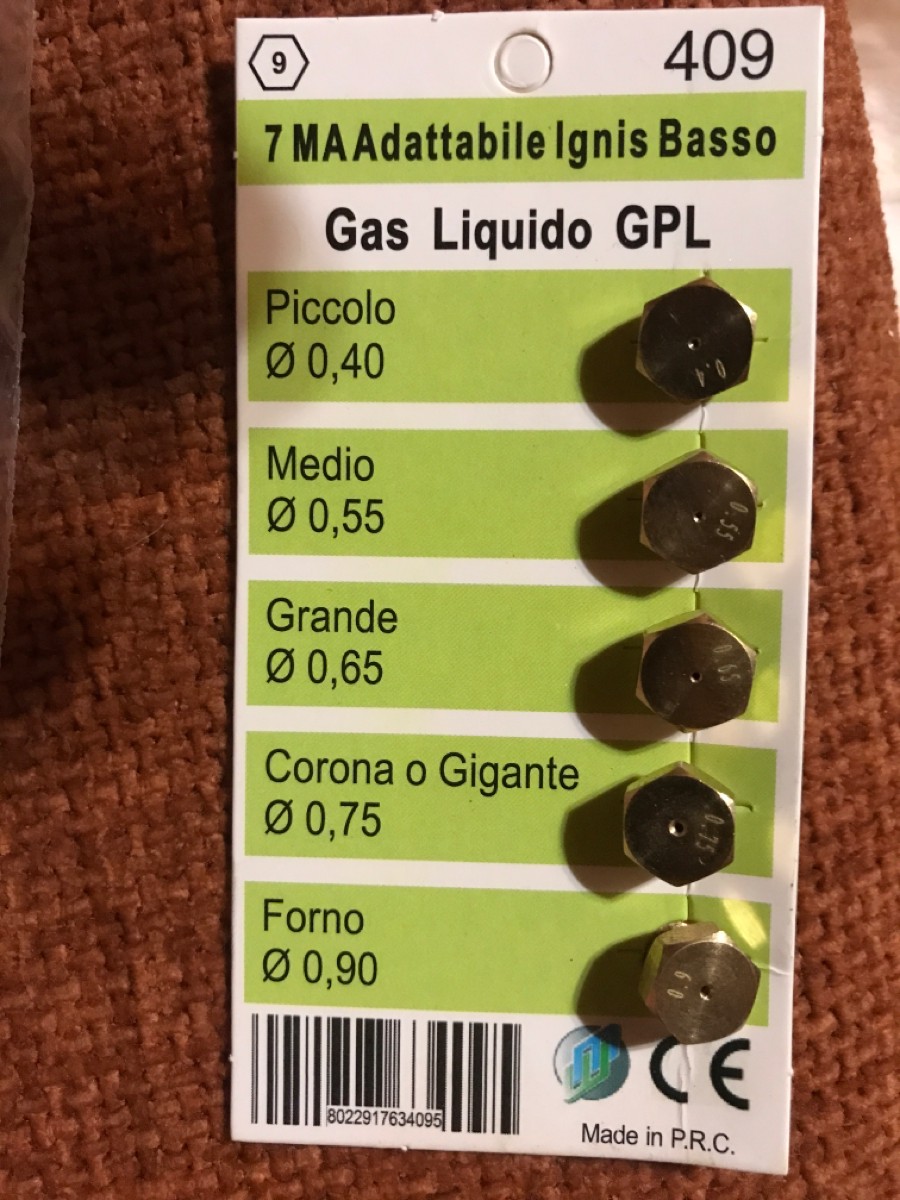 9
409
7 MA Adattabile Ignis Basso
Gas Liquido GPL
Piccolo
Ø 0,40
0.4
Medio
Ø 0,55
0.55
Grande
Ø 0,65
0.65
Corona o Gigante
Ø 0,75
0.75
Forno
Ø 0,90
0.9
8022917634095
CE
Made in P.R.C.